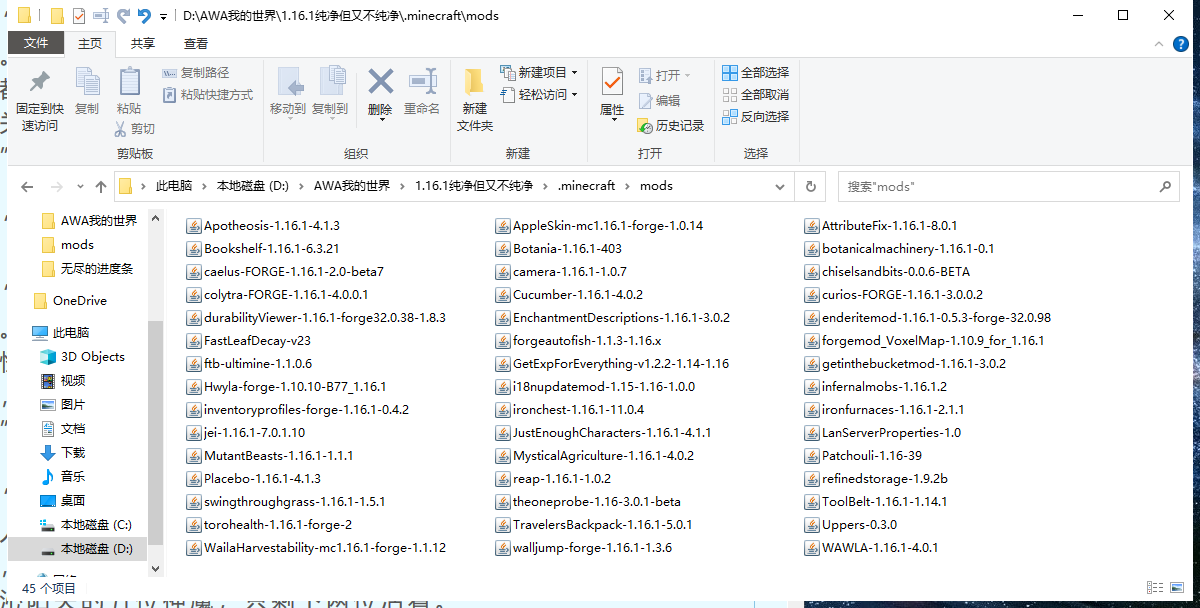 D:\AWA我的世界\1.16.1纯净但又不纯净\.minecraft\mods
文件 主页 共享 查看
固定到快速访问
复制
粘贴
复制路径
粘贴快捷方式
剪切
剪贴板
移动到
复制到
删除
重命名
组织
新建文件夹
新建项目
轻松访问
新建
属性
打开
编辑
历史记录
打开
全部选择
全部取消
反向选择
选择
此电脑 本地磁盘 (D:) AWA我的世界 1.16.1纯净但又不纯净 .minecraft mods
搜索"mods"
AWA我的世界
mods
无尽的进度条
OneDrive
此电脑
3D Objects
视频
图片
文档
下载
音乐
桌面
本地磁盘 (C:)
本地磁盘 (D:)
Apotheosis-1.16.1-4.1.3 AppleSkin-mc1.16.1-forge-1.0.14 AttributeFix-1.16.1-8.0.1
Bookshelf-1.16.1-6.3.21 Botania-1.16.1-403 botanicalmachinery-1.16.1-0.1
caelus-FORGE-1.16.1-2.0-beta7 camera-1.16.1-1.0.7 chiselsandbits-0.0.6-BETA
colytra-FORGE-1.16.1-4.0.0.1 Cucumber-1.16.1-4.0.2 curios-FORGE-1.16.1-3.0.0.2
durabilityViewer-1.16.1-forge32.0.38-1.8.3 EnchantmentDescriptions-1.16.1-3.0.2 enderitemod-1.16.1-0.5.3-forge-32.0.98
FastLeafDecay-v23 forgeautofish-1.1.3-1.16.x forgemod_VoxelMap-1.10.9_for_1.16.1
ftb-ultimine-1.1.0.6 GetExpForEverything-v1.2.2-1.14-1.16 getinthebucketmod-1.16.1-3.0.2
Hwyla-forge-1.10.10-B77_1.16.1 i18nupdatemod-1.15-1.16-1.0.0 infernalmobs-1.16.1.2
inventoryprofiles-forge-1.16.1-0.4.2 ironchest-1.16.1-11.0.4 ironfurnaces-1.16.1-2.1.1
jei-1.16.1-7.0.1.10 JustEnoughCharacters-1.16.1-4.1.1 LanServerProperties-1.0
MutantBeasts-1.16.1-1.1.1 MysticalAgriculture-1.16.1-4.0.2 Patchouli-1.16-39
Placebo-1.16.1-4.1.3 reap-1.16.1-1.0.2 refinedstorage-1.9.2b
swingthroughgrass-1.16.1-1.5.1 theoneprobe-1.16-3.0.1-beta ToolBelt-1.16.1-1.14.1
torohealth-1.16.1-forge-2 TravelersBackpack-1.16.1-5.0.1 Uppers-0.3.0
WailaHarvestability-mc1.16.1-forge-1.1.12 walljump-forge-1.16.1-1.3.6 WAWLA-1.16.1-4.0.1
45 个项目